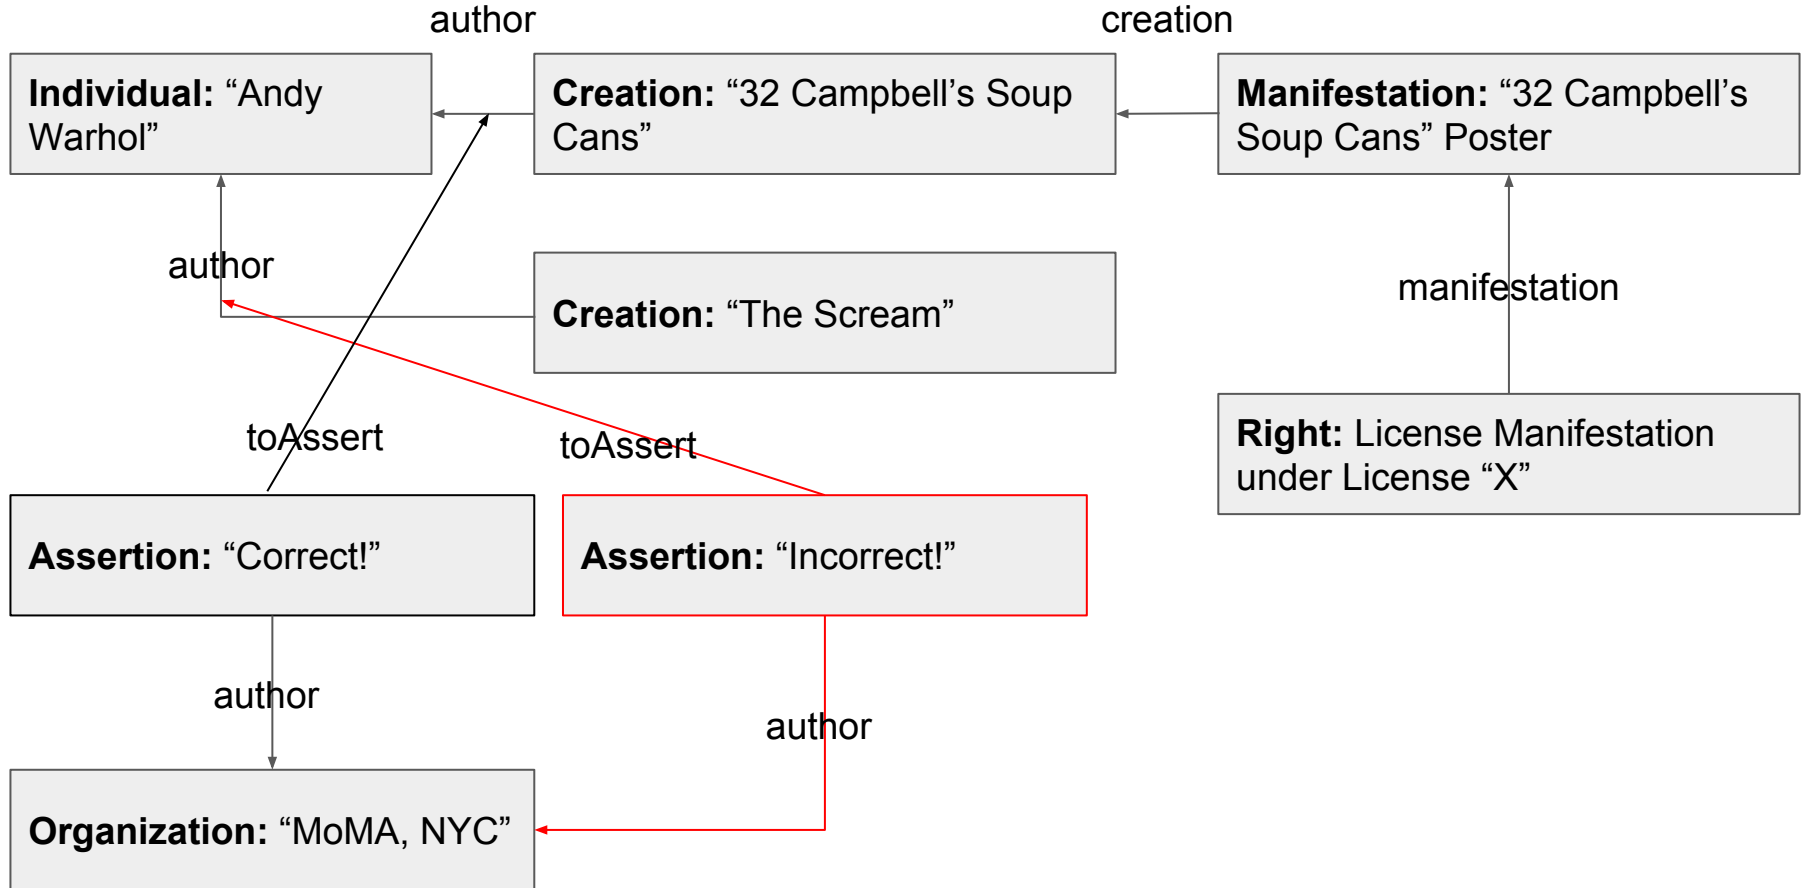 author
creation
Individual: “Andy
Warhol”
Creation: “32 Campbell’s Soup
Cans”
Manifestation: “32 Campbell’s
Soup Cans” Poster
author
Creation: “The Scream”
manifestation
toAssert
toAssert
Right: License Manifestation
under License “X”
Assertion: “Correct!”
Assertion: “Incorrect!”
author
author
Organization: “MoMA, NYC”